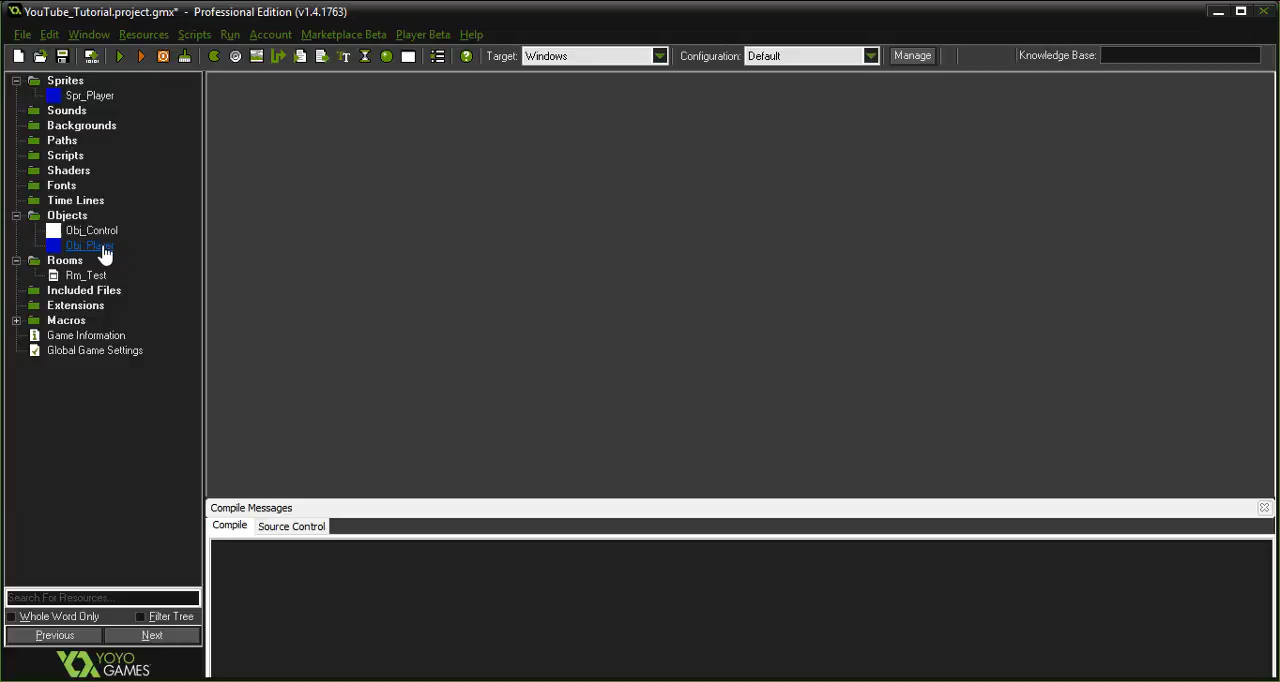 YouTube_Tutorial.project.gmx* - Professional Edition (v1.4.1763)
File Edit Window Resources Scripts Run Account Marketplace Beta Player Beta Help
Target: Windows Configuration: Default Manage Knowledge Base:
Sprites
Spr_Player
Sounds
Backgrounds
Paths
Scripts
Shaders
Fonts
Time Lines
Objects
Obj_Control
Obj_Player
Rooms
Rm_Test
Included Files
Extensions
Macros
Game Information
Global Game Settings
Compile Messages
Compile Source Control
Search For Resources...
Whole Word Only Filter Tree
Previous Next
YOYO
GAMES